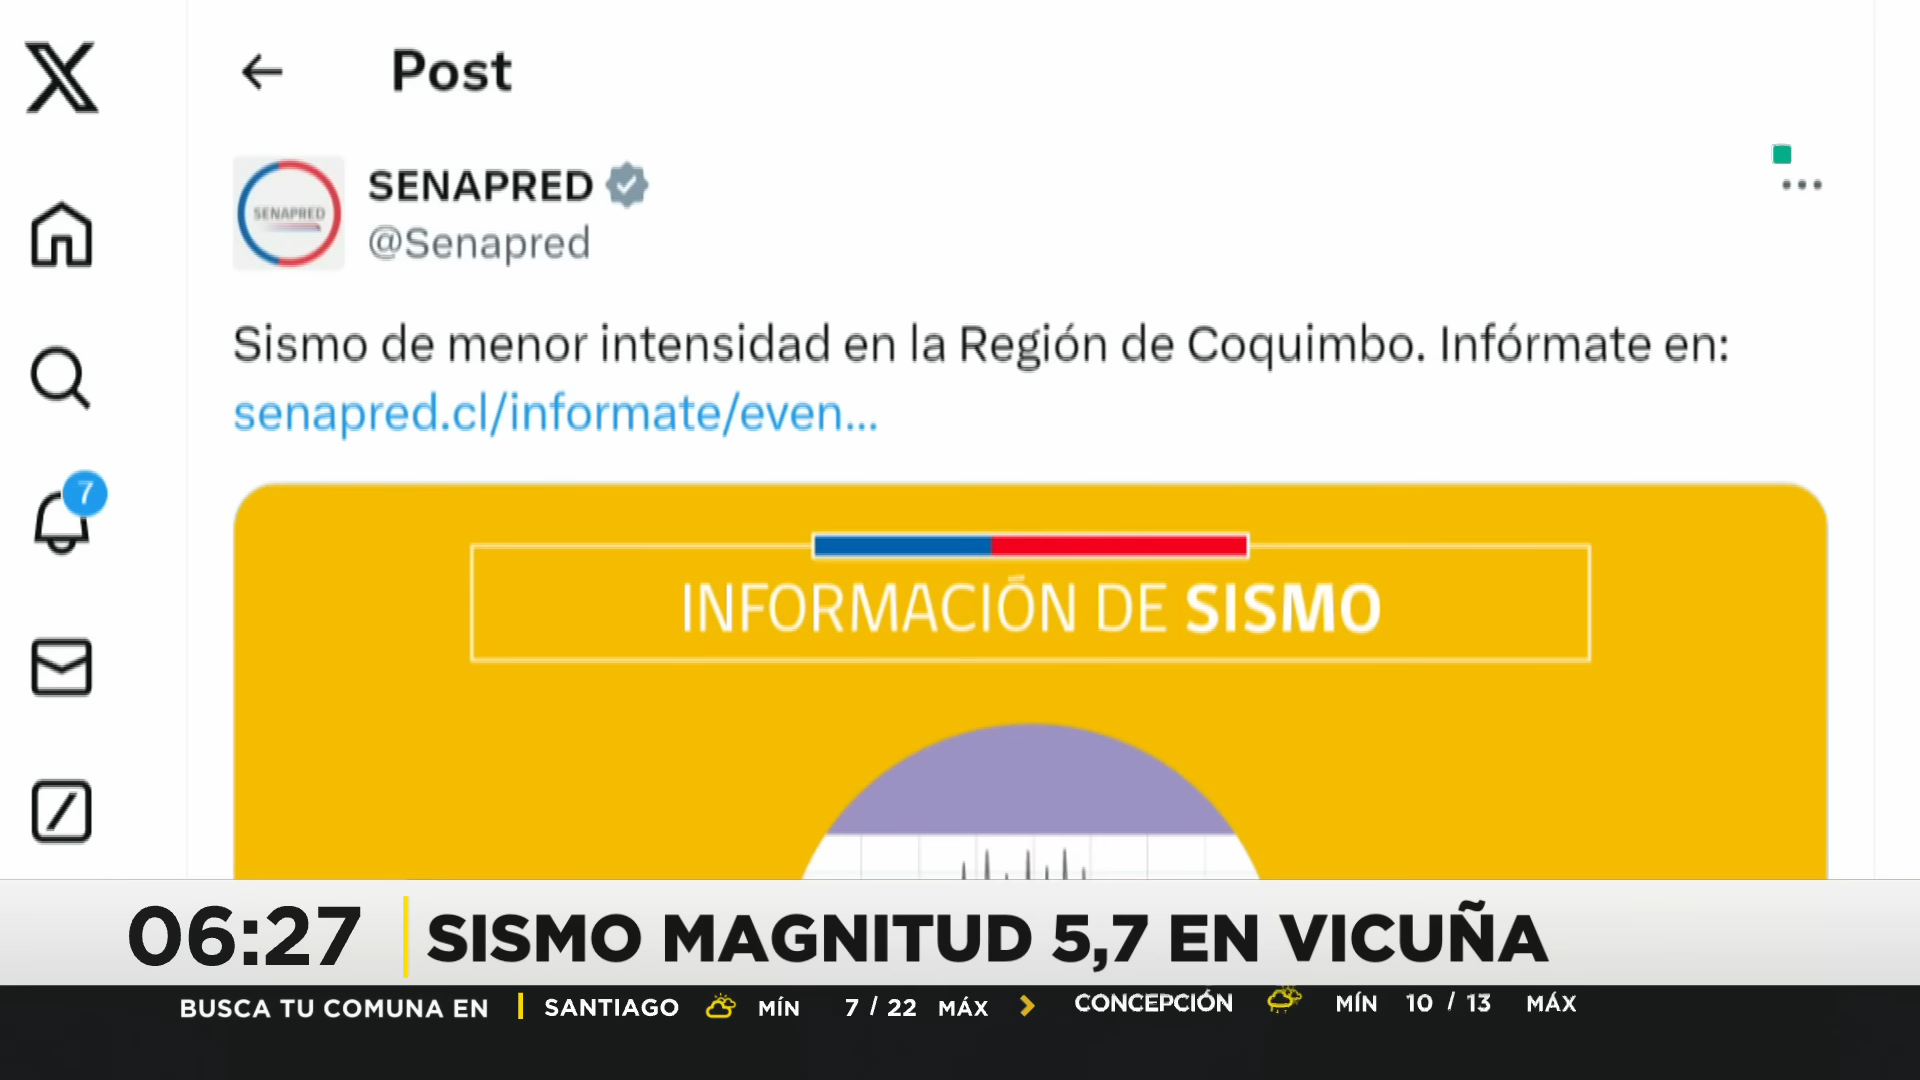 Post
SENAPRED
SENAPRED
@Senapred
Sismo de menor intensidad en la Región de Coquimbo. Infórmate en:
senapred.cl/informate/even...
7
INFORMACIÓN DE SISMO
06:27 SISMO MAGNITUD 5,7 EN VICUÑA
BUSCA TU COMUNA EN SANTIAGO MÍN 7 / 22 MÁX CONCEPCIÓN MÍN 10 / 13 MÁX